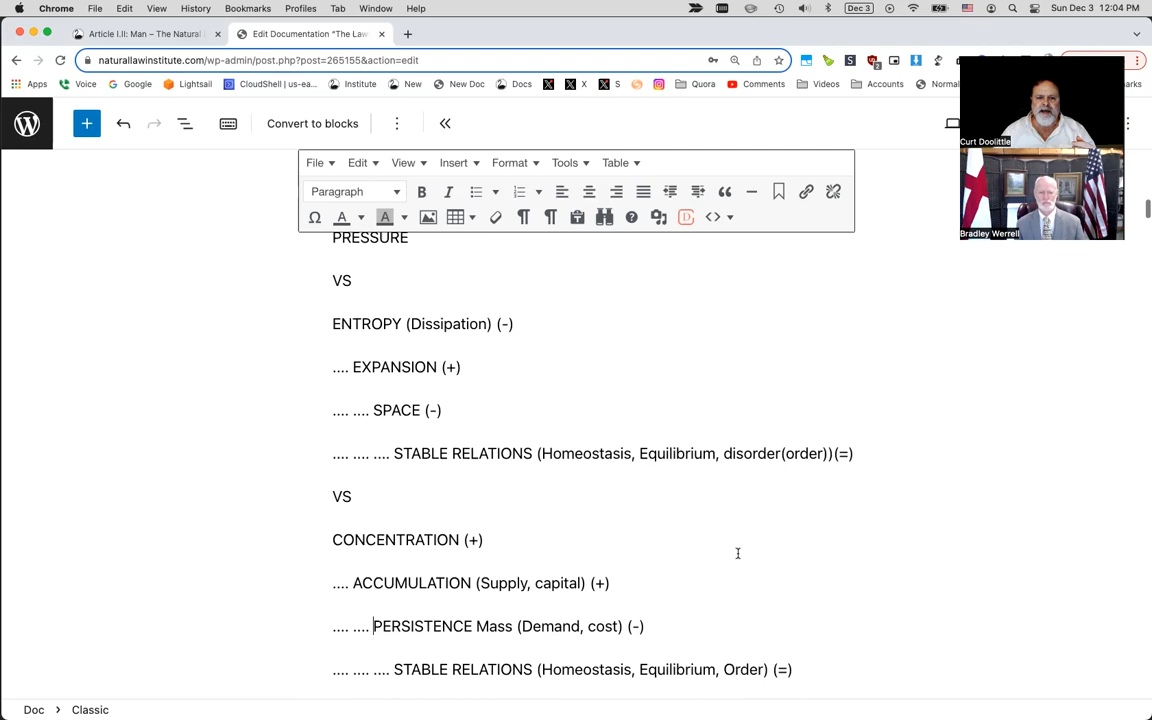 Chrome File Edit View History Bookmarks Profiles Tab Window Help Dec 3 Sun Dec 3 12:04 PM
Article I.II: Man – The Natural Edit Documentation “The Law
naturallawinstitute.com/wp-admin/post.php?post=265155&action=edit
Apps Voice Google Lightsail CloudShell | us-ea... Institute New New Doc Docs X S Quora Comments Videos Accounts Normal
Convert to blocks
Curt Doolittle
Bradley Werrell
File Edit View Insert Format Tools Table
Paragraph
PRESSURE
VS
ENTROPY (Dissipation) (-)
.... EXPANSION (+)
.... .... SPACE (-)
.... .... .... STABLE RELATIONS (Homeostasis, Equilibrium, disorder(order))(=)
VS
CONCENTRATION (+)
.... ACCUMULATION (Supply, capital) (+)
.... .... PERSISTENCE Mass (Demand, cost) (-)
.... .... .... STABLE RELATIONS (Homeostasis, Equilibrium, Order) (=)
Doc › Classic